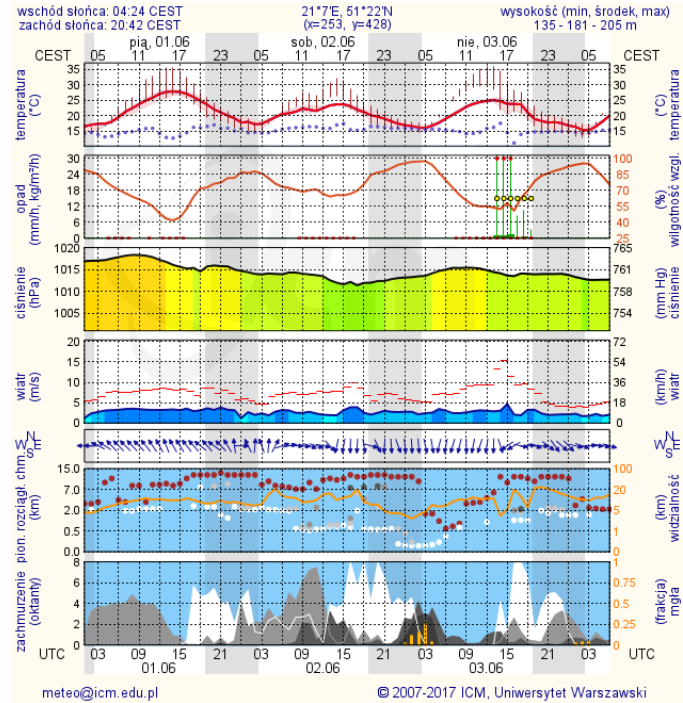 wschód słońca: 04:24 CEST 21°7'E, 51°22'N wysokość (min, środek, max)
zachód słońca: 20:42 CEST (x=253, y=428) 135 - 181 - 205 m
pią, 01.06 sob, 02.06 nie, 03.06
CEST 05 11 17 23 05 11 17 23 05 11 17 23 05 CEST
temperatura (°C) 35 30 25 20 15 35 30 25 20 15 temperatura (°C)
opad (mm/h, kg/m²/h) 30 24 18 12 6 0 100 85 70 55 40 25 (%) wilgotność wzgl.
ciśnienie (hPa) 1020 1015 1010 1005 765 761 758 754 (mm Hg) ciśnienie
wiatr (m/s) 20 15 10 5 0 72 54 36 18 0 (km/h) wiatr
N W E S N W E S
pion. rozciągł. chm. (km) 15.0 7.0 2.0 0.5 0.0 100 20 5 1 0 (km) widzialność
zachmurzenie (oktanty) 8 6 4 2 0 1 0.75 0.5 0.25 0 (frakcja) mgła
UTC 03 09 15 21 03 09 15 21 03 09 15 21 03 UTC
01.06 02.06 03.06
meteo@icm.edu.pl © 2007-2017 ICM, Uniwersytet Warszawski